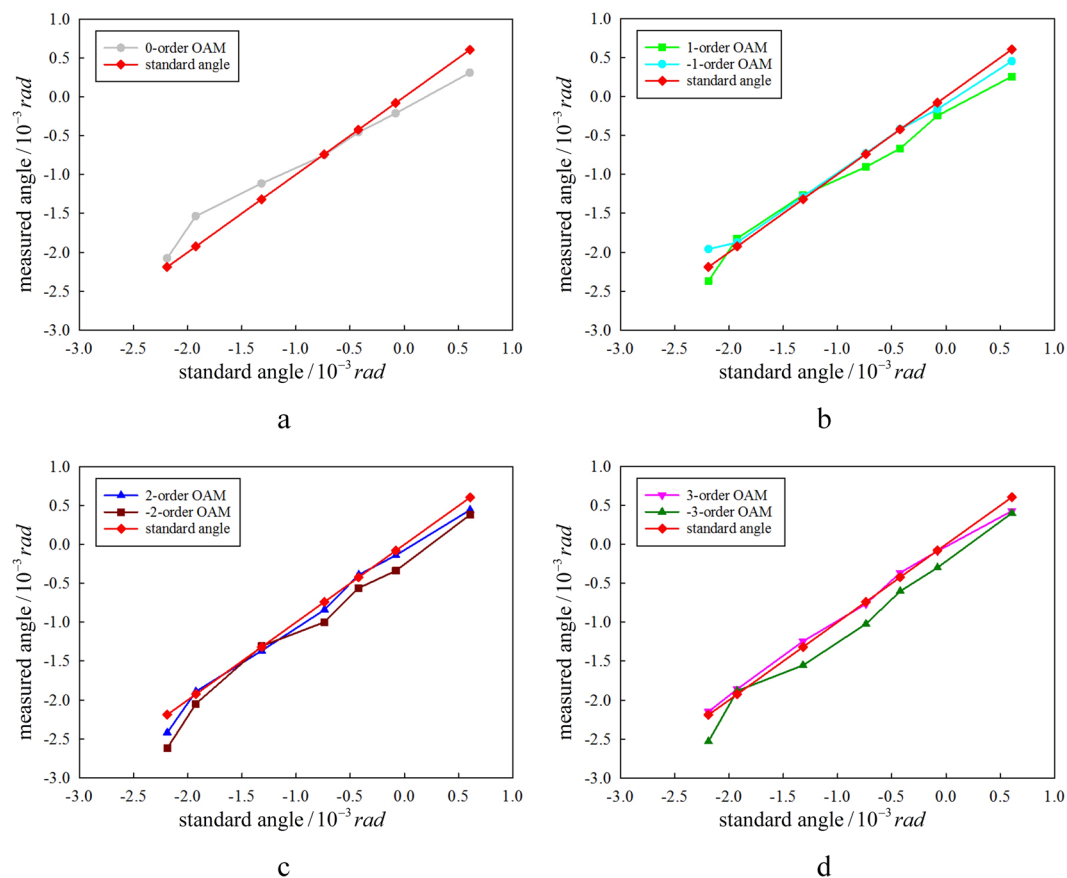 1.0
0.5
0.0
-0.5
-1.0
-1.5
-2.0
-2.5
-3.0
measured angle / 10⁻³ rad
0-order OAM
standard angle
-3.0 -2.5 -2.0 -1.5 -1.0 -0.5 0.0 0.5 1.0
standard angle / 10⁻³ rad
a
1.0
0.5
0.0
-0.5
-1.0
-1.5
-2.0
-2.5
-3.0
measured angle / 10⁻³ rad
1-order OAM
-1-order OAM
standard angle
-3.0 -2.5 -2.0 -1.5 -1.0 -0.5 0.0 0.5 1.0
standard angle / 10⁻³ rad
b
1.0
0.5
0.0
-0.5
-1.0
-1.5
-2.0
-2.5
-3.0
measured angle / 10⁻³ rad
2-order OAM
-2-order OAM
standard angle
-3.0 -2.5 -2.0 -1.5 -1.0 -0.5 0.0 0.5 1.0
standard angle / 10⁻³ rad
c
1.0
0.5
0.0
-0.5
-1.0
-1.5
-2.0
-2.5
-3.0
measured angle / 10⁻³ rad
3-order OAM
-3-order OAM
standard angle
-3.0 -2.5 -2.0 -1.5 -1.0 -0.5 0.0 0.5 1.0
standard angle / 10⁻³ rad
d